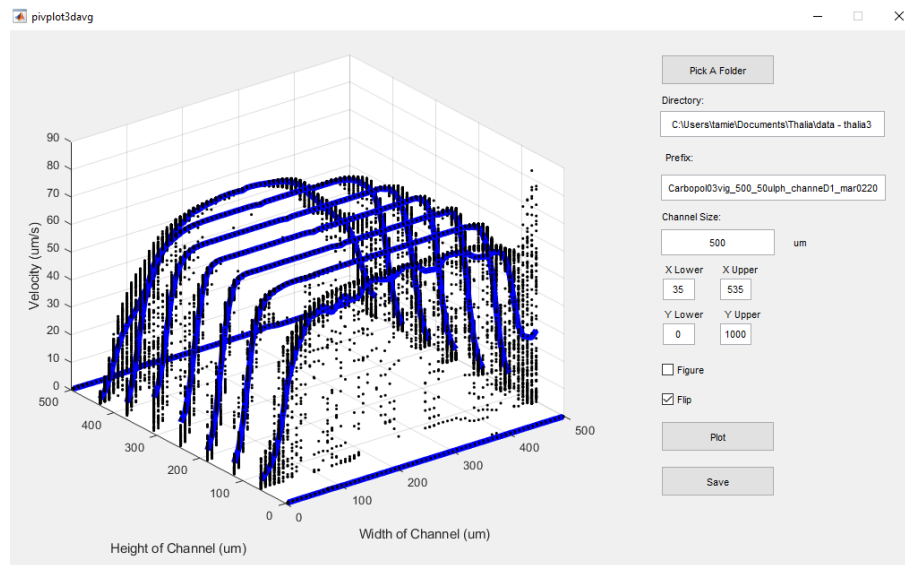 pivplot3davg
Pick A Folder
Directory:
C:\Users\tamie\Documents\Thalia\data - thalia3
Prefix:
Carbopol03vig_500_50ulph_channeD1_mar0220
Channel Size:
500 um
X Lower X Upper
35 535
Y Lower Y Upper
0 1000
Figure
Flip
Plot
Save
Velocity (um/s)
90
80
70
60
50
40
30
20
10
0
500
400
300
200
100
0
Height of Channel (um)
0
100
200
300
400
500
Width of Channel (um)